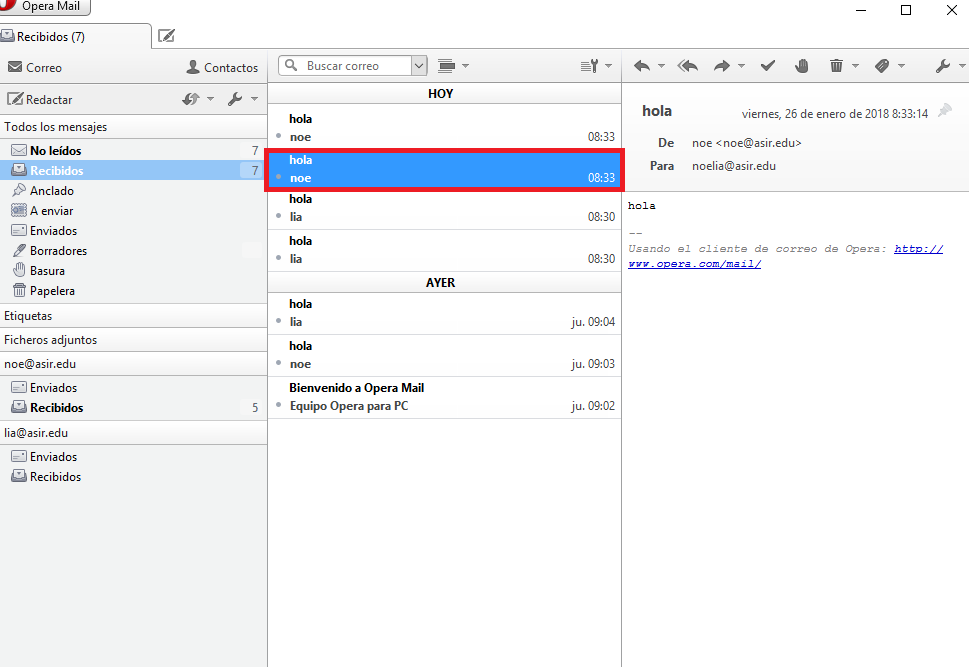 Opera Mail
Recibidos (7)
Correo
Contactos
Redactar
Todos los mensajes
No leídos 7
Recibidos 7
Anclado
A enviar
Enviados
Borradores
Basura
Papelera
Etiquetas
Ficheros adjuntos
noe@asir.edu
Enviados
Recibidos 5
lia@asir.edu
Enviados
Recibidos
Buscar correo
HOY
hola
noe 08:33
hola
noe 08:33
hola
lia 08:30
hola
lia 08:30
AYER
hola
lia ju. 09:04
hola
noe ju. 09:03
Bienvenido a Opera Mail
Equipo Opera para PC ju. 09:02
hola viernes, 26 de enero de 2018 8:33:14
De noe <noe@asir.edu>
Para noelia@asir.edu
hola
--
Usando el cliente de correo de Opera: http://
www.opera.com/mail/